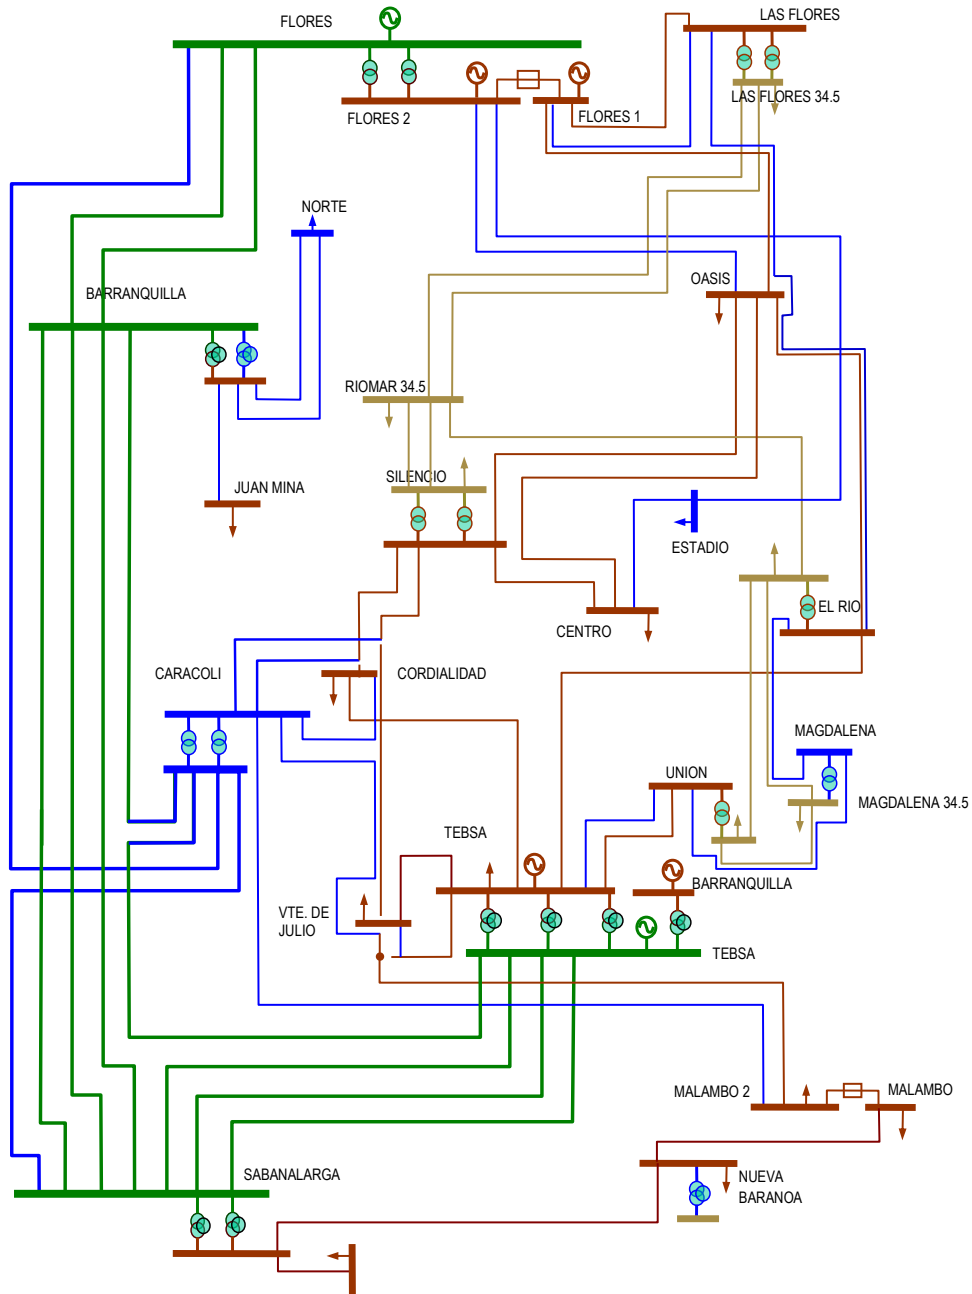 FLORES
LAS FLORES
LAS FLORES 34.5
FLORES 2
FLORES 1
NORTE
OASIS
BARRANQUILLA
RIOMAR 34.5
SILENCIO
JUAN MINA
ESTADIO
EL RIO
CENTRO
CARACOLI
CORDIALIDAD
MAGDALENA
UNION
MAGDALENA 34.5
TEBSA
BARRANQUILLA
VTE. DE
JULIO
TEBSA
MALAMBO 2
MALAMBO
SABANALARGA
NUEVA
BARANOA